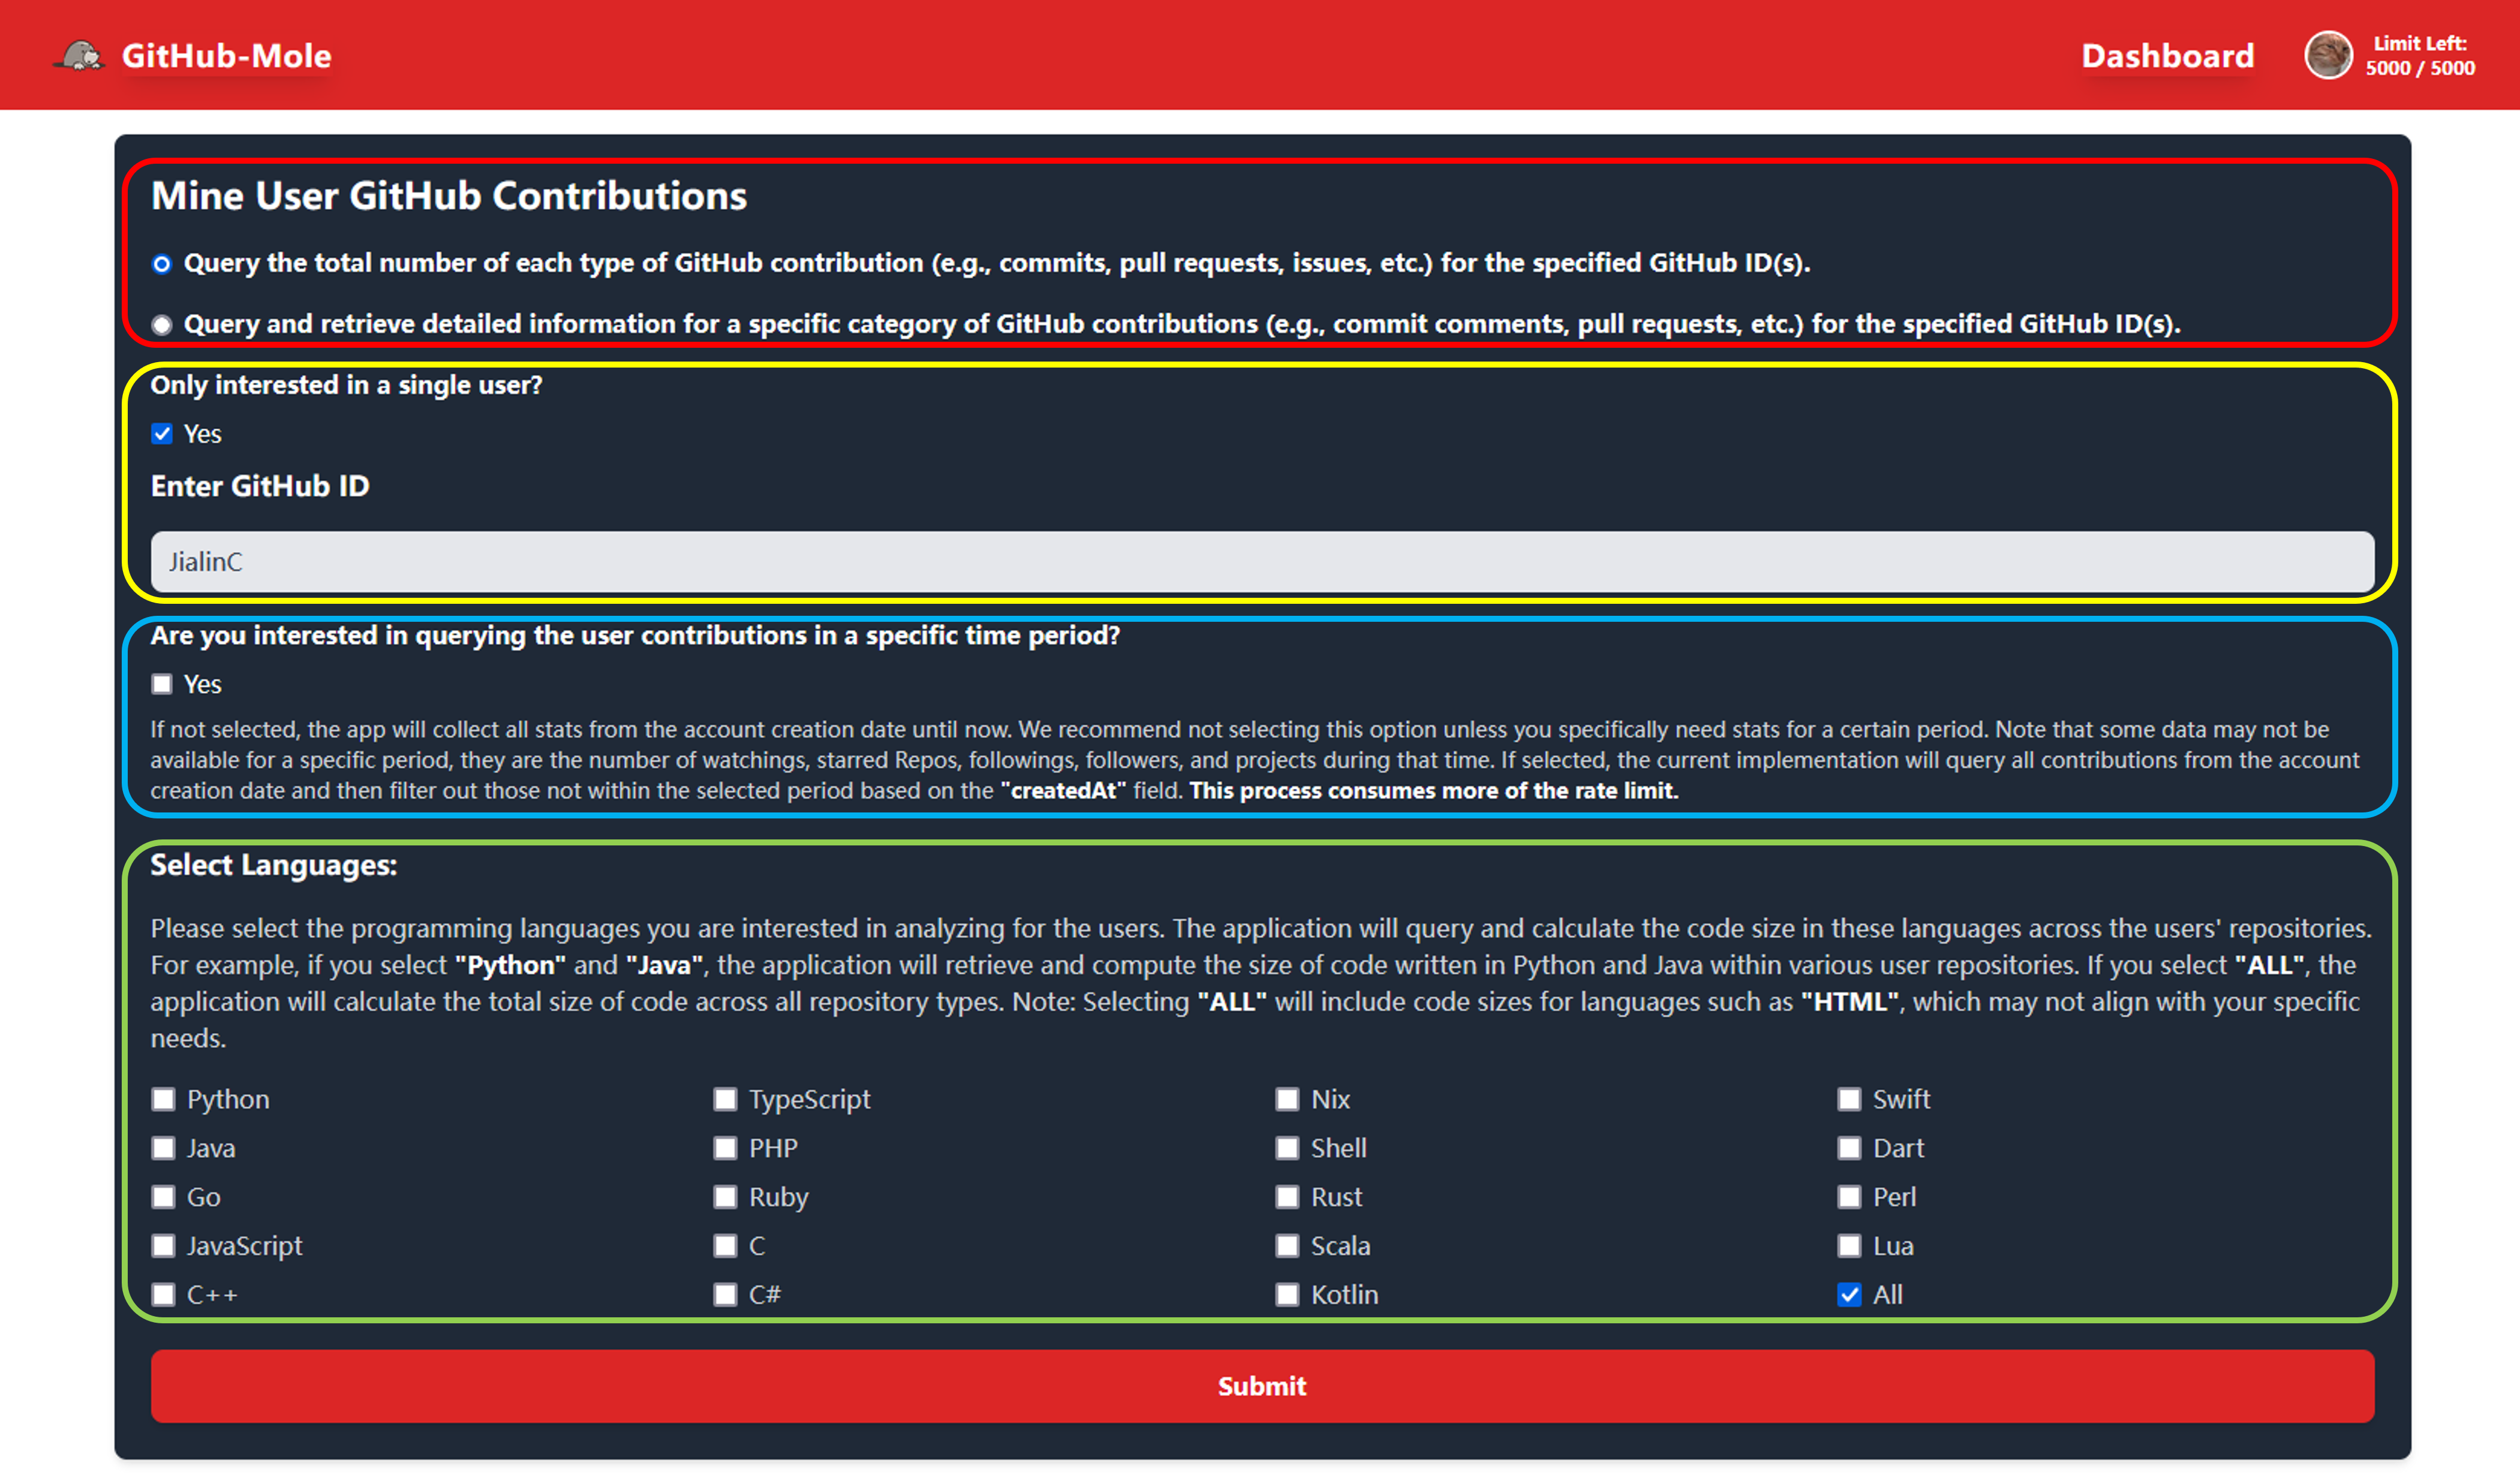 GitHub-Mole
Dashboard
Limit Left:
5000 / 5000
Mine User GitHub Contributions
Query the total number of each type of GitHub contribution (e.g., commits, pull requests, issues, etc.) for the specified GitHub ID(s).
Query and retrieve detailed information for a specific category of GitHub contributions (e.g., commit comments, pull requests, etc.) for the specified GitHub ID(s).
Only interested in a single user?
Yes
Enter GitHub ID
JialinC
Are you interested in querying the user contributions in a specific time period?
Yes
If not selected, the app will collect all stats from the account creation date until now. We recommend not selecting this option unless you specifically need stats for a certain period. Note that some data may not be
available for a specific period, they are the number of watchings, starred Repos, followings, followers, and projects during that time. If selected, the current implementation will query all contributions from the account
creation date and then filter out those not within the selected period based on the "createdAt" field. This process consumes more of the rate limit.
Select Languages:
Please select the programming languages you are interested in analyzing for the users. The application will query and calculate the code size in these languages across the users' repositories.
For example, if you select "Python" and "Java", the application will retrieve and compute the size of code written in Python and Java within various user repositories. If you select "ALL", the
application will calculate the total size of code across all repository types. Note: Selecting "ALL" will include code sizes for languages such as "HTML", which may not align with your specific
needs.
Python
TypeScript
Nix
Swift
Java
PHP
Shell
Dart
Go
Ruby
Rust
Perl
JavaScript
C
Scala
Lua
C++
C#
Kotlin
All
Submit